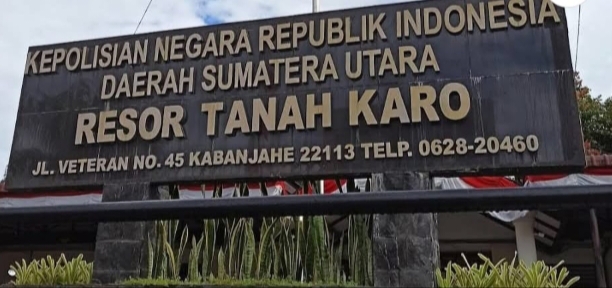 KEPOLISIAN NEGARA REPUBLIK INDONESIA
DAERAH SUMATERA UTARA
RESOR TANAH KARO
JL. VETERAN NO. 45 KABANJAHE 22113 TELP. 0628-20460